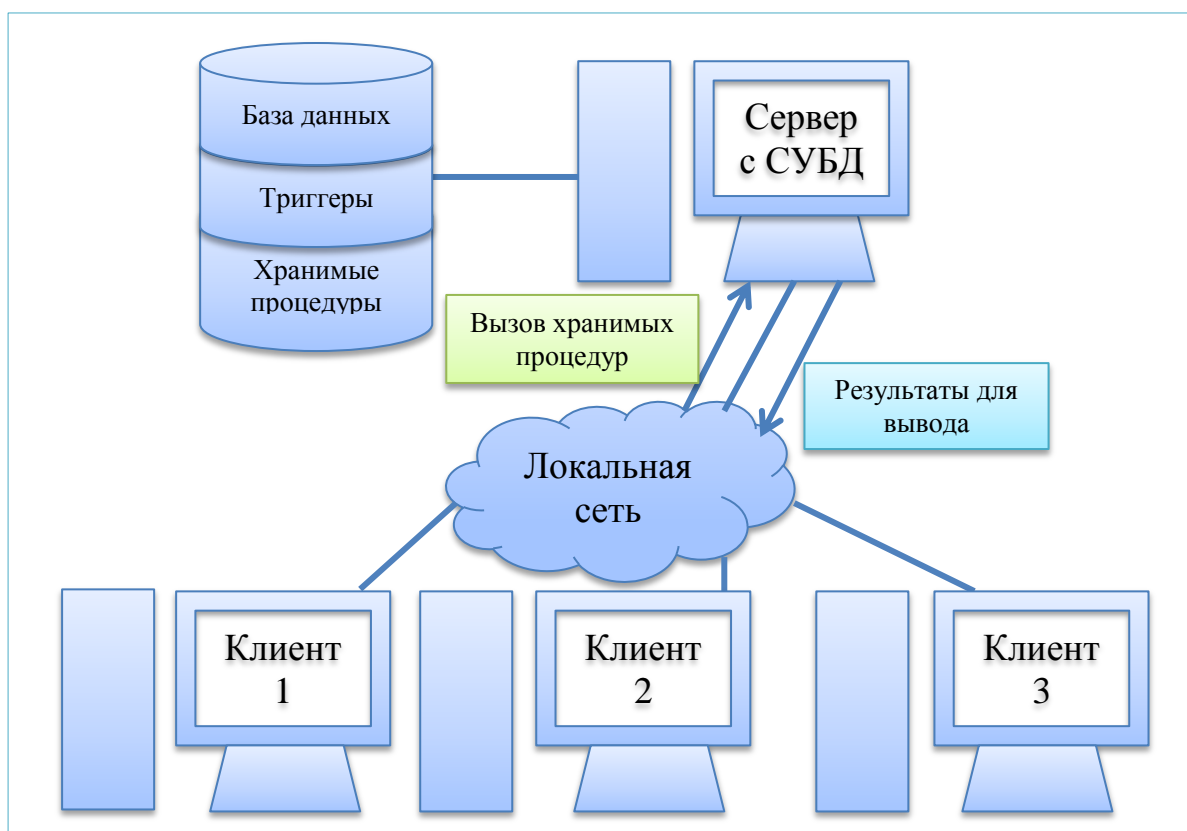 База данных
Триггеры
Хранимые
процедуры
Сервер
с СУБД
Вызов хранимых
процедур
Результаты для
вывода
Локальная
сеть
Клиент
1
Клиент
2
Клиент
3